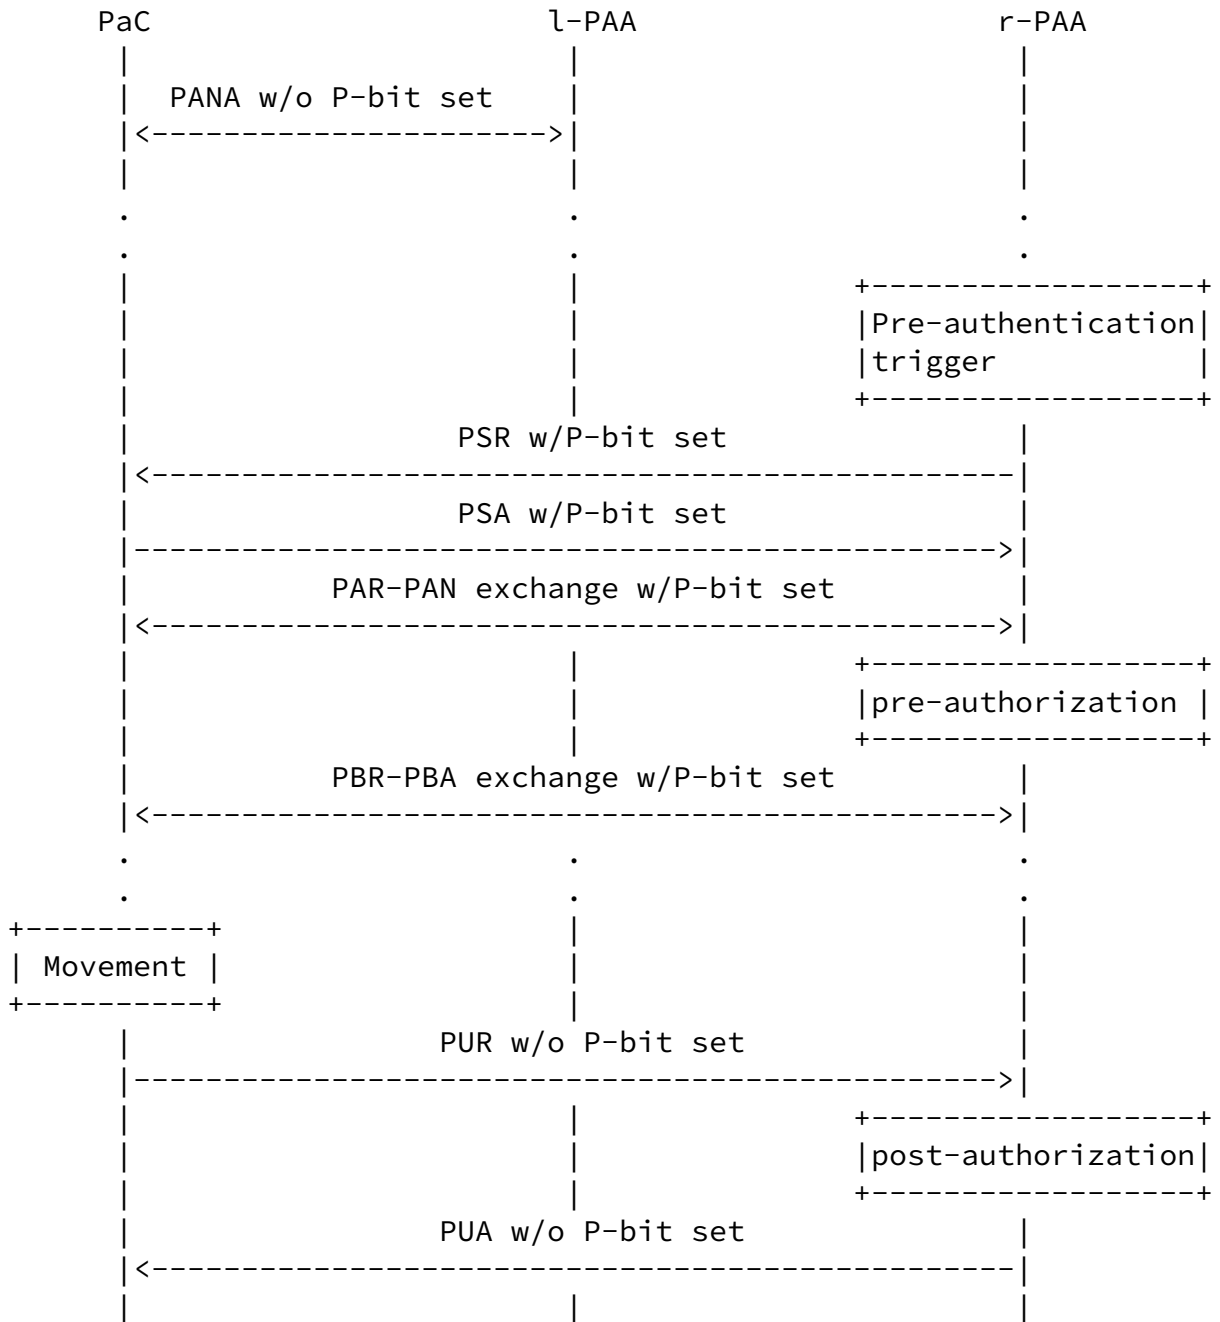 PaC l-PAA r-PAA
PANA w/o P-bit set
Pre-authentication
trigger
PSR w/P-bit set
PSA w/P-bit set
PAR-PAN exchange w/P-bit set
pre-authorization
PBR-PBA exchange w/P-bit set
Movement
PUR w/o P-bit set
post-authorization
PUA w/o P-bit set